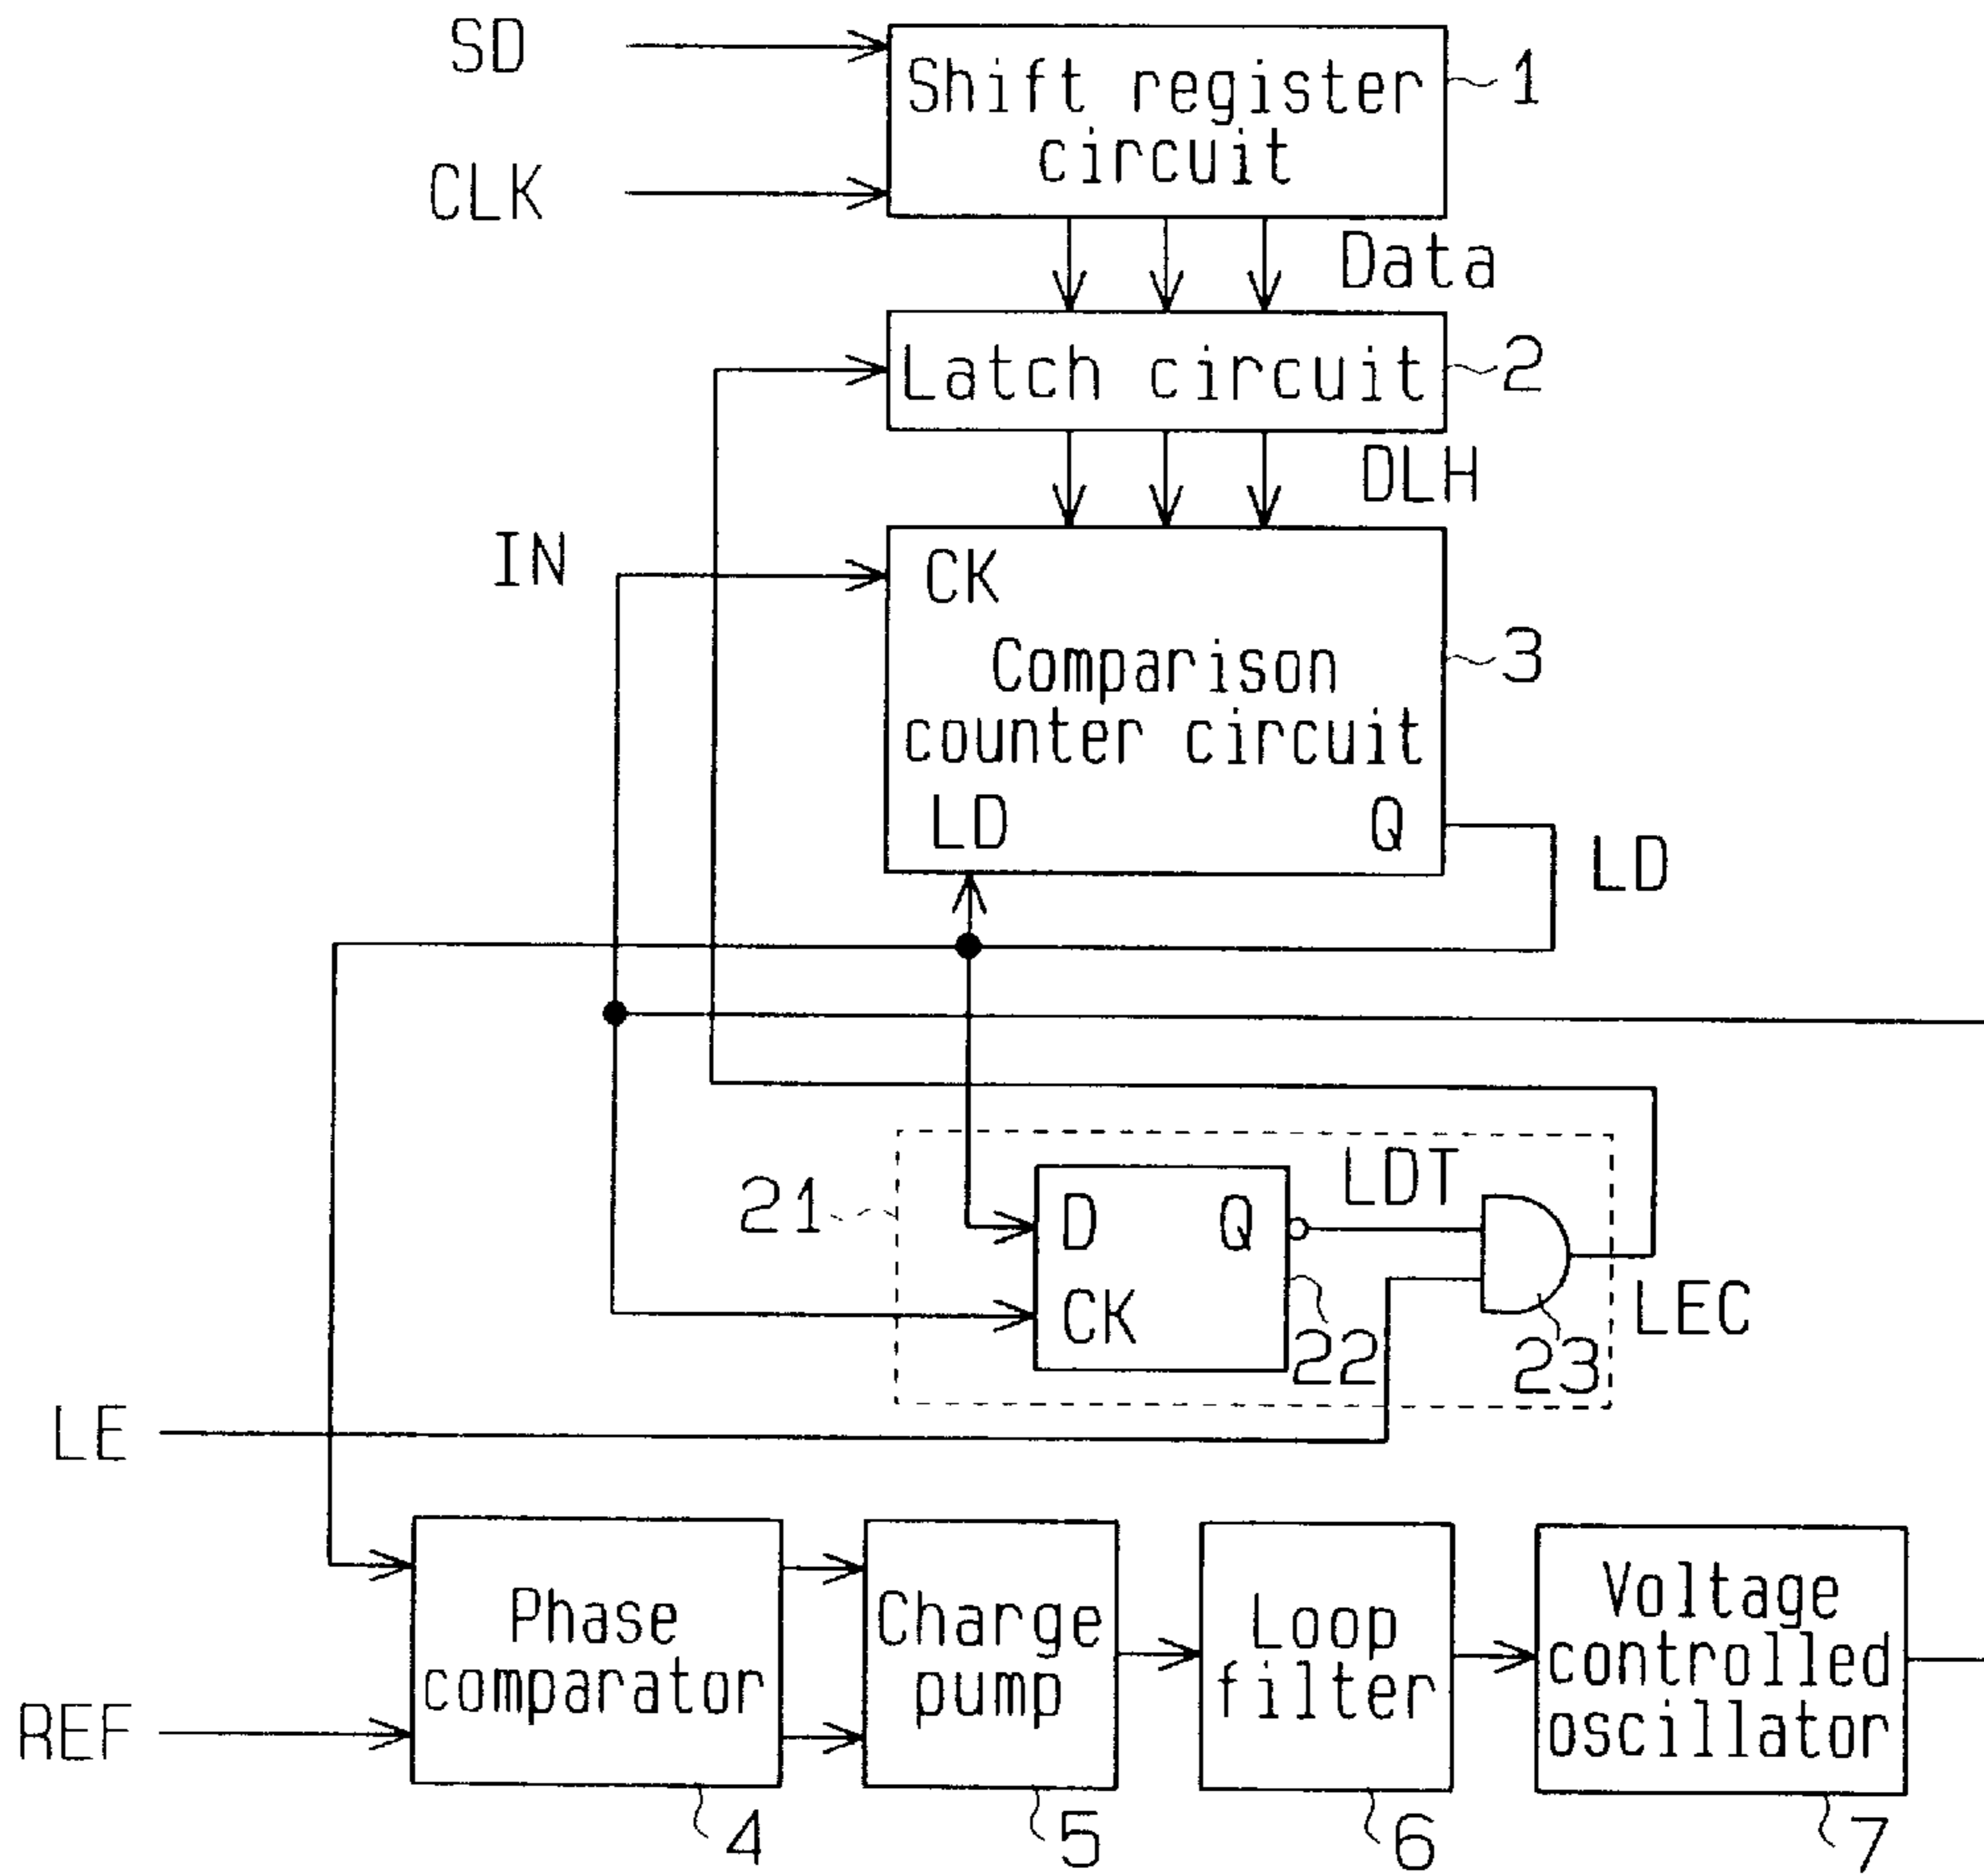 SD
Shift register
circuit
1
CLK
Data
Latch circuit
2
DLH
IN
CK
Comparison
counter circuit
3
LD
Q
LD
21
D
Q
LDT
CK
22
23
LEC
LE
Phase
comparator
Charge
pump
Loop
filter
Voltage
controlled
oscillator
REF
4
5
6
7